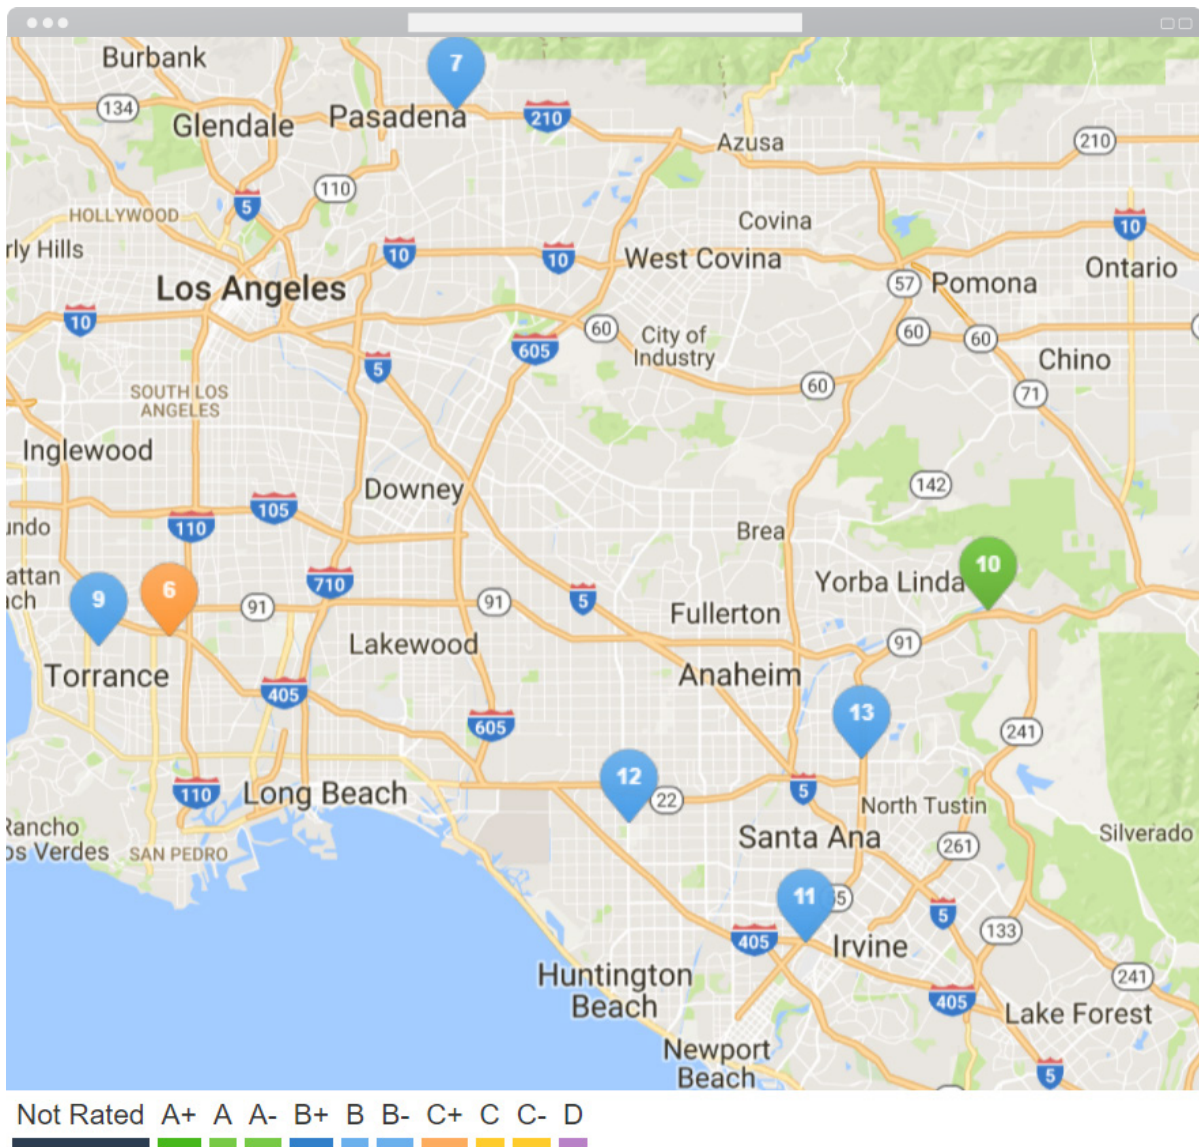 Burbank
7
134
Glendale
Pasadena
210
Azusa
210
110
5
HOLLYWOOD
Covina
10
rly Hills
10
10
West Covina
Ontario
Los Angeles
57
Pomona
10
60
City of
Industry
60
60
605
5
Chino
60
71
SOUTH LOS
ANGELES
Inglewood
Downey
142
105
110
Brea
undo
10
attan
nch
9
6
710
Yorba Linda
91
91
5
Fullerton
91
Lakewood
Torrance
Anaheim
405
13
605
241
12
110
Long Beach
22
5
North Tustin
Rancho
os Verdes
SAN PEDRO
Santa Ana
261
Silverado
11
55
5
405
Irvine
133
Huntington
Beach
241
405
Lake Forest
Newport
Beach
5
Not Rated A+ A A- B+ B B- C+ C C- D